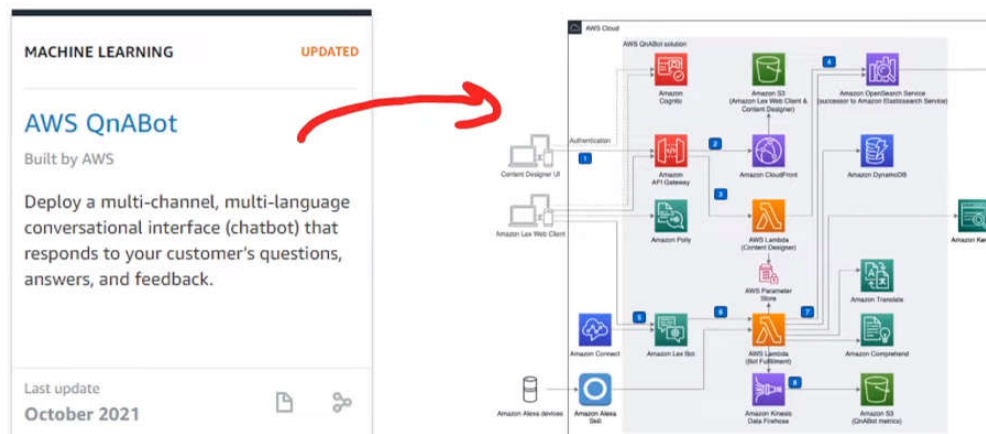 MACHINE LEARNING
UPDATED
AWS QnABot
Built by AWS
Deploy a multi-channel, multi-language
conversational interface (chatbot) that
responds to your customer's questions,
answers, and feedback.
Last update
October 2021
AWS Cloud
AWS QnABot solution
Amazon
Cognito
Amazon S3
(Amazon Lex Web Client &
Content Designer)
4
Amazon OpenSearch Service
(successor to Amazon Elasticsearch Service)
Authentication
1
Content Designer UI
Amazon
API Gateway
2
Amazon CloudFront
Amazon DynamoDB
3
Amazon Lex Web Client
Amazon Polly
AWS Lambda
(Content Designer)
Amazon Ken
AWS Parameter
Store
Amazon Translate
5
6
7
Amazon Connect
Amazon Lex Bot
AWS Lambda
(Bot Fulfillment)
Amazon Comprehend
8
Amazon Alexa devices
Amazon Alexa
Skill
Amazon Kinesis
Data Firehose
Amazon S3
(QnABot metrics)